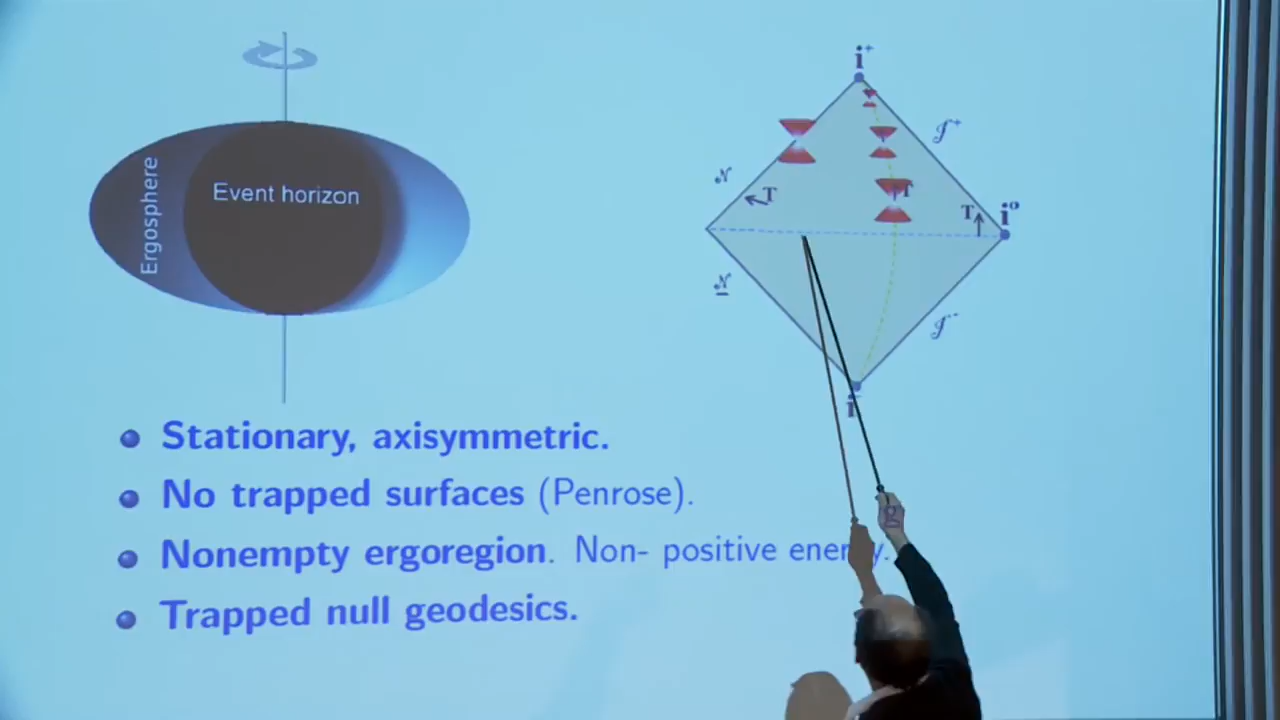 Ergosphere
Event horizon
i⁺
𝒥⁺
𝒩
T
T
T
i⁰
𝒩
𝒥⁻
i⁻
Stationary, axisymmetric.
No trapped surfaces (Penrose).
Nonempty ergoregion. Non- positive energy.
Trapped null geodesics.